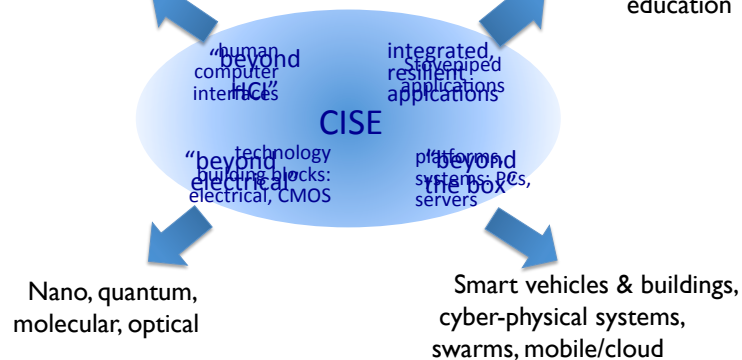 education
human
computer
interfaces
“beyond
HCI”
integrated,
resilient
applcations
Stovepiped
applications
CISE
technology
building blocks:
electrical, CMOS
“beyond
electrical”
platforms,
systems: PCs,
servers
“beyond
the box”
Nano, quantum,
molecular, optical
Smart vehicles & buildings,
cyber-physical systems,
swarms, mobile/cloud